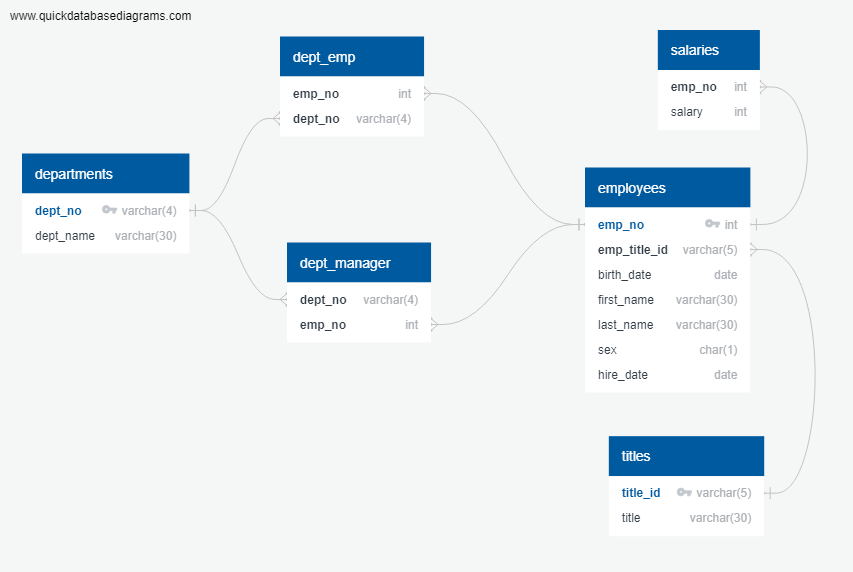 www.quickdatabasediagrams.com
dept_emp
emp_no int
dept_no varchar(4)
salaries
emp_no int
salary int
departments
dept_no varchar(4)
dept_name varchar(30)
employees
emp_no int
emp_title_id varchar(5)
birth_date date
first_name varchar(30)
last_name varchar(30)
sex char(1)
hire_date date
dept_manager
dept_no varchar(4)
emp_no int
titles
title_id varchar(5)
title varchar(30)